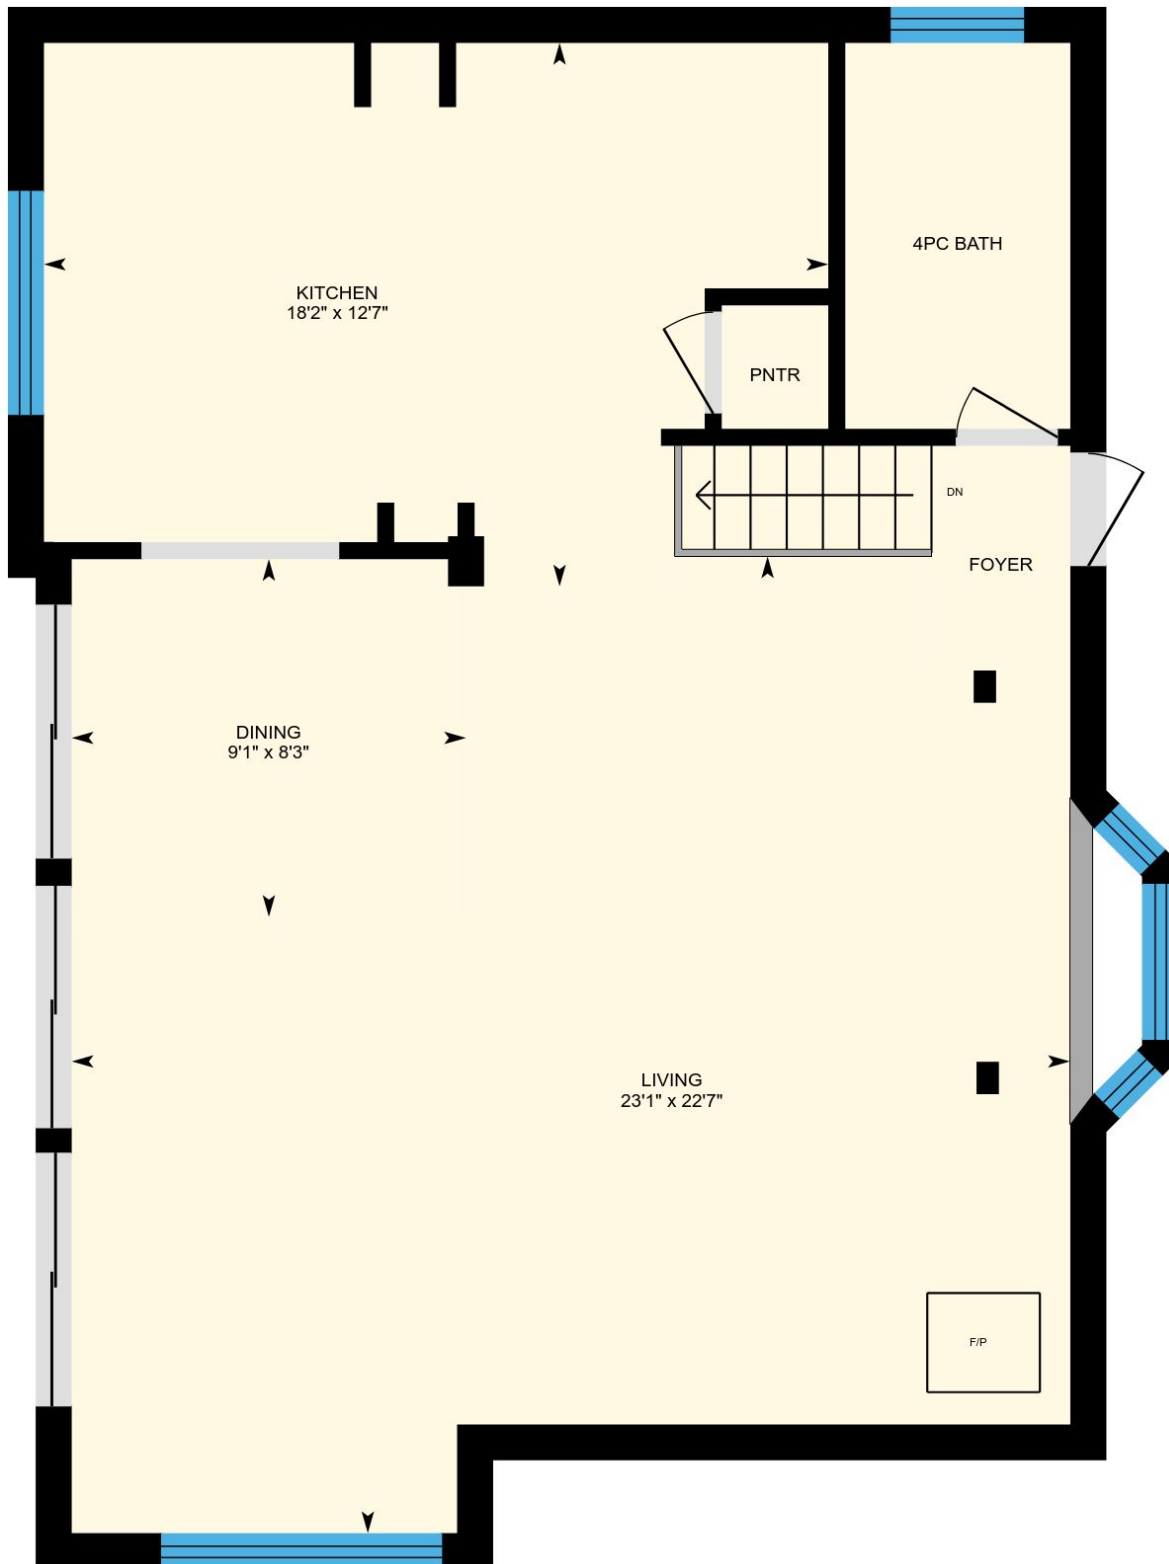 4PC BATH
KITCHEN
18'2" x 12'7"
PNTR
DN
FOYER
DINING
9'1" x 8'3"
LIVING
23'1" x 22'7"
F/P